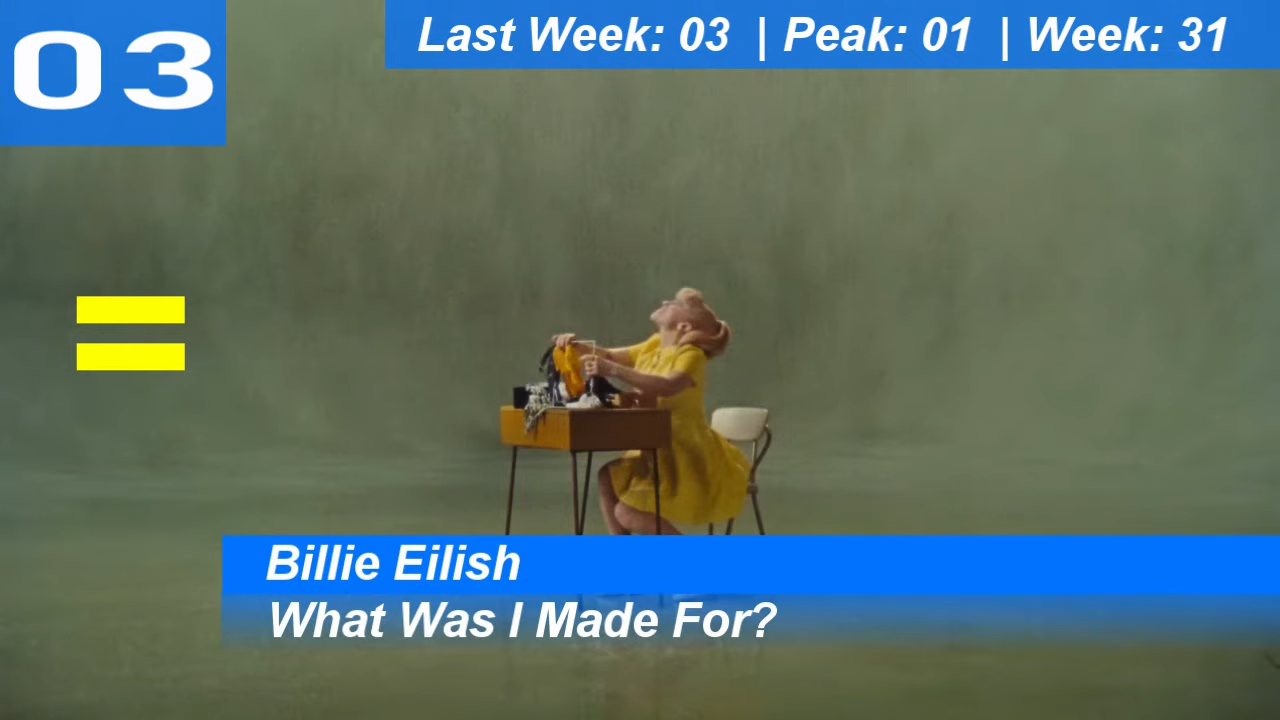 03
Last Week: 03 | Peak: 01 | Week: 31
=
Billie Eilish
What Was I Made For?